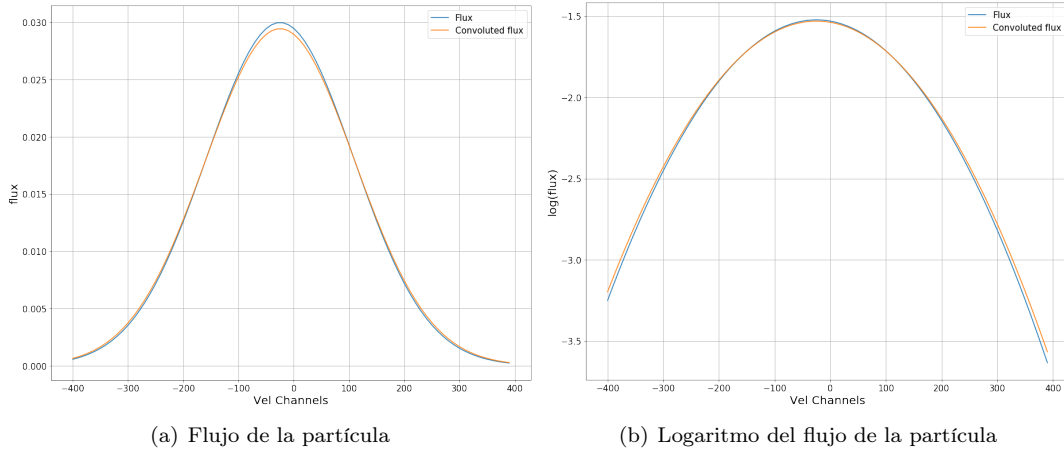 0.030
0.025
0.020
0.015
0.010
0.005
0.000
flux
−400 −300 −200 −100 0 100 200 300 400
Vel Channels
Flux
Convoluted flux
(a) Flujo de la partícula
−1.5
−2.0
−2.5
−3.0
−3.5
log(flux)
−400 −300 −200 −100 0 100 200 300 400
Vel Channels
Flux
Convoluted flux
(b) Logaritmo del flujo de la partícula